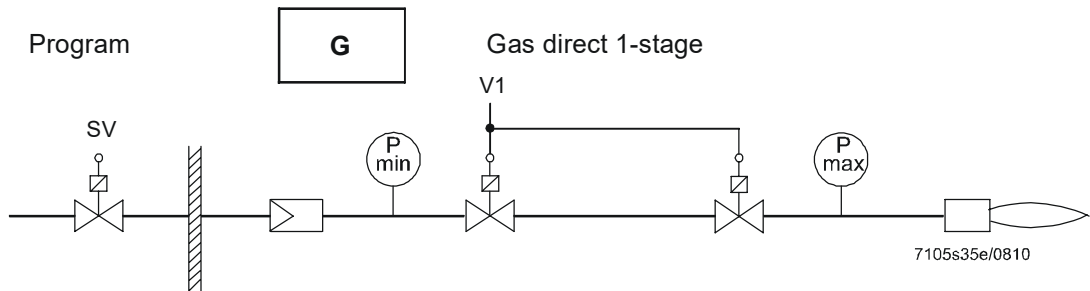 Program
G
Gas direct 1-stage
V1
SV
P
min
P
max
7105s35e/0810